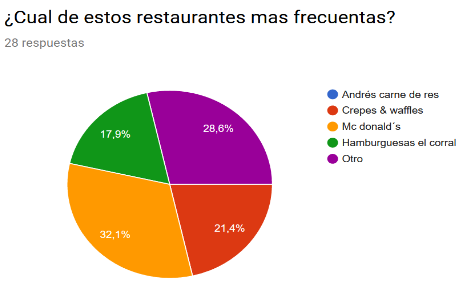 ¿Cual de estos restaurantes mas frecuentas?
28 respuestas
Andrés carne de res
Crepes & waffles
Mc donald´s
Hamburguesas el corral
Otro
17,9%
28,6%
32,1%
21,4%